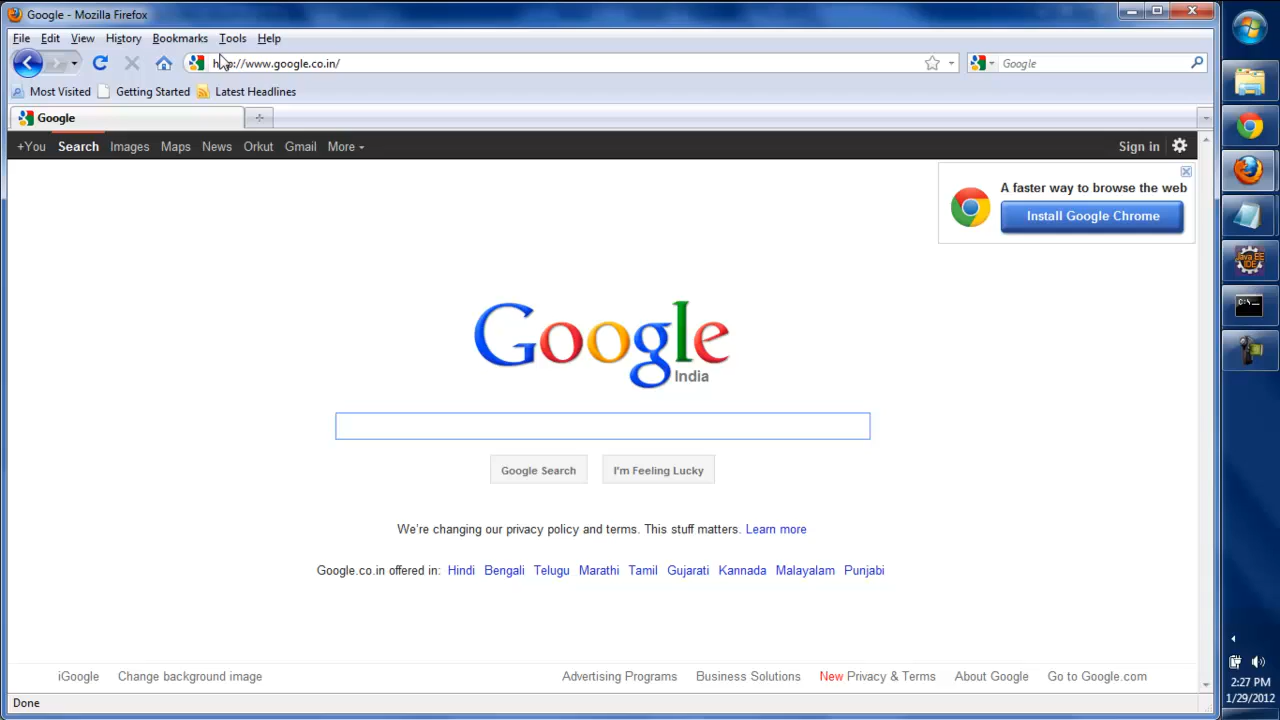 Google - Mozilla Firefox
File Edit View History Bookmarks Tools Help
http://www.google.co.in/ Google
Most Visited Getting Started Latest Headlines
Google
+You Search Images Maps News Orkut Gmail More Sign in
A faster way to browse the web
Install Google Chrome
Google
India
Google Search I'm Feeling Lucky
We're changing our privacy policy and terms. This stuff matters. Learn more
Google.co.in offered in: Hindi Bengali Telugu Marathi Tamil Gujarati Kannada Malayalam Punjabi
iGoogle Change background image Advertising Programs Business Solutions New Privacy & Terms About Google Go to Google.com
Done
Java EE
IDE
C:\_
2:27 PM
1/29/2012